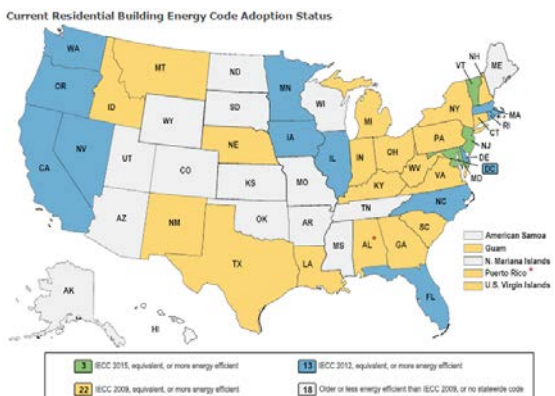 Current Residential Building Energy Code Adoption Status
WA
OR
CA
NV
ID
MT
WY
UT
CO
AZ
NM
ND
SD
NE
KS
OK
TX
MN
IA
MO
AR
LA
WI
IL
MI
IN
OH
KY
TN
MS
AL*
GA
FL
SC
NC
VA
WV
PA
NY
VT
NH
ME
MA
RI
CT
NJ
DE
DC
MD
AK
HI
American Samoa
Guam
N. Mariana Islands
Puerto Rico *
U.S. Virgin Islands
3 IECC 2015, equivalent, or more energy efficient
13 IECC 2012, equivalent, or more energy efficient
22 IECC 2009, equivalent, or more energy efficient
18 Older or less energy efficient than IECC 2009, or no statewide code